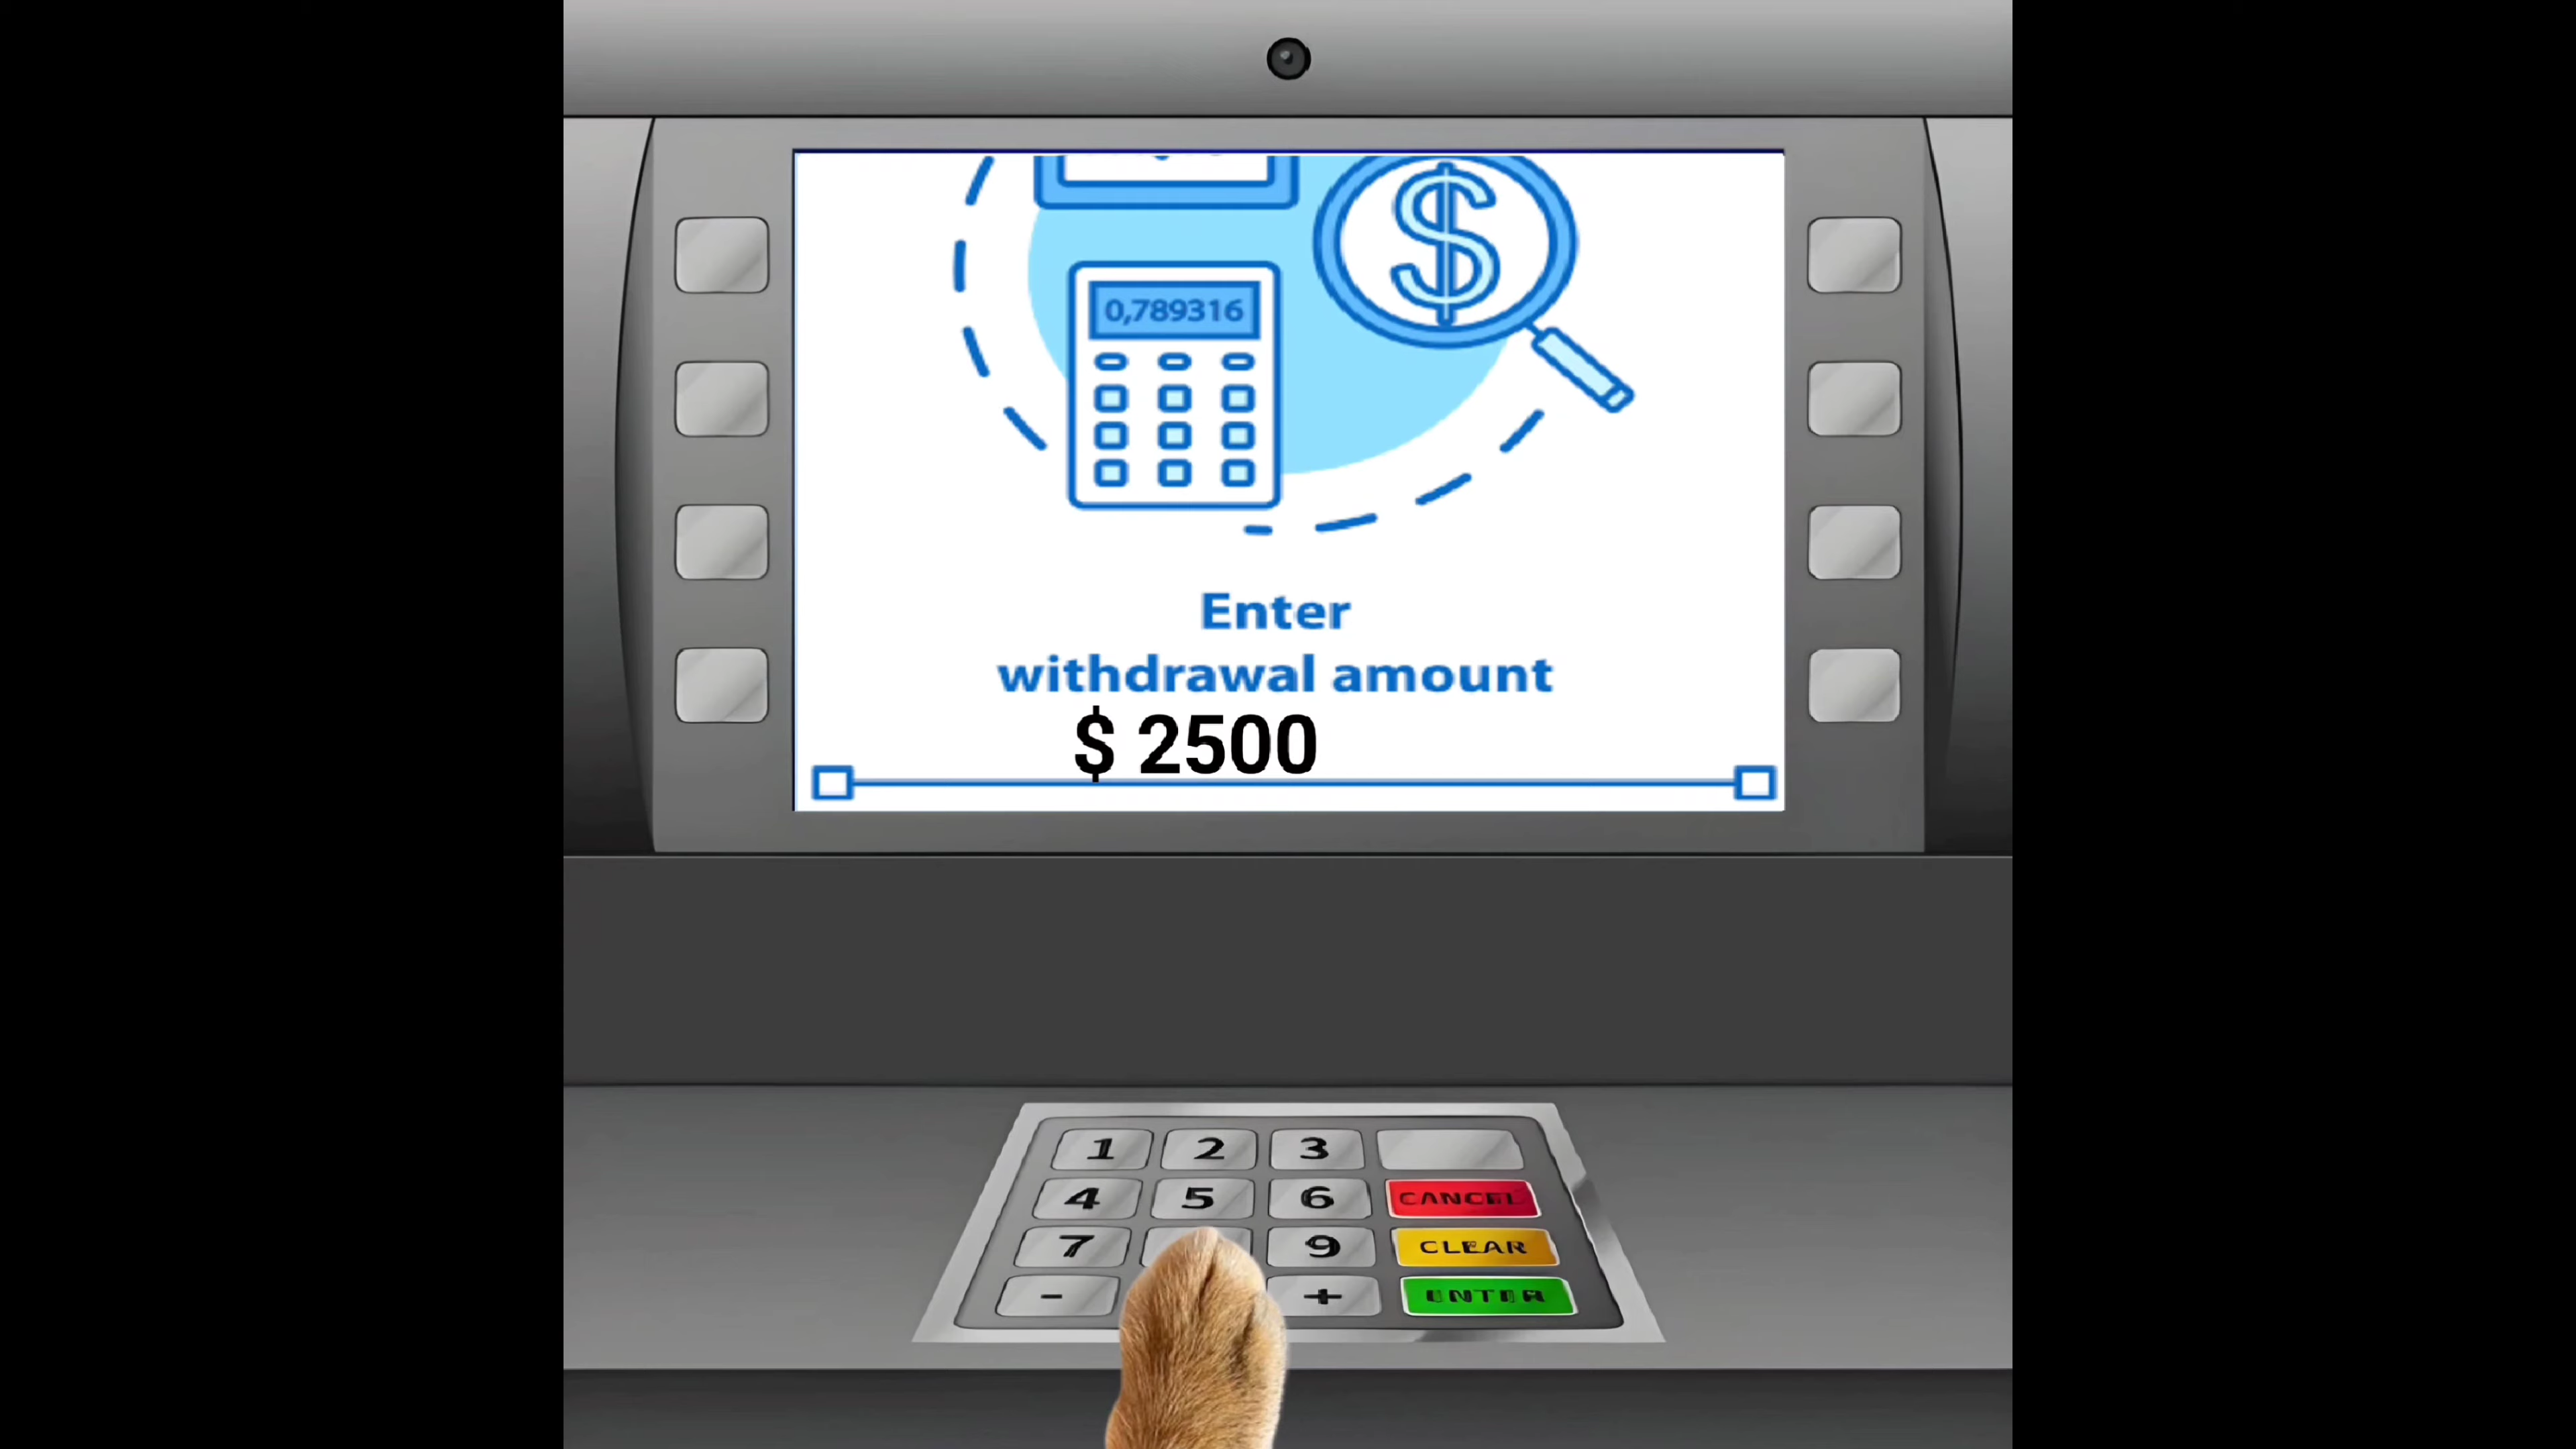 $
0,789316
Enter
withdrawal amount
$ 2500
1 2 3
4 5 6 CANCEL
7 9 CLEAR
- + ENTER